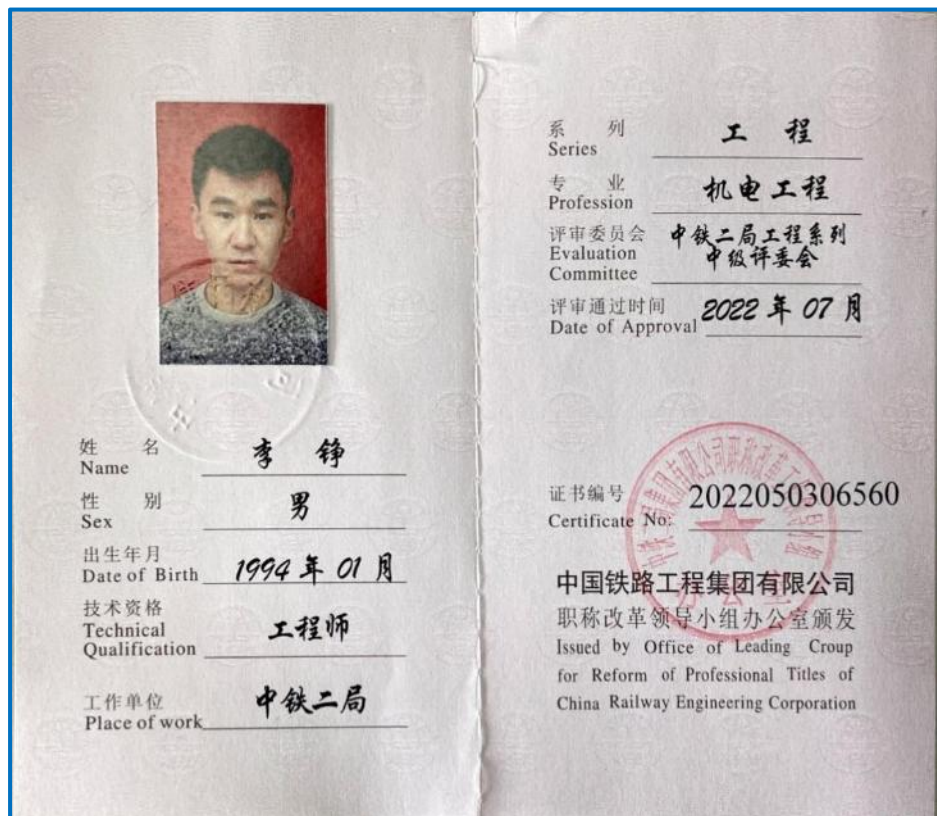 姓 名 李 铮
Name
性 别 男
Sex
出生年月
Date of Birth 1994 年 01 月
技术资格
Technical 工程师
Qualification
工作单位 中铁二局
Place of work
系 列 工 程
Series
专 业 机电工程
Profession
评审委员会 中铁二局工程系列
Evaluation 中级评委会
Committee
评审通过时间 2022 年 07 月
Date of Approval
证书编号 2022050306560
Certificate No:
中国铁路工程集团有限公司
职称改革领导小组办公室颁发
Issued by Office of Leading Croup
for Reform of Professional Titles of
China Railway Engineering Corporation
办公室